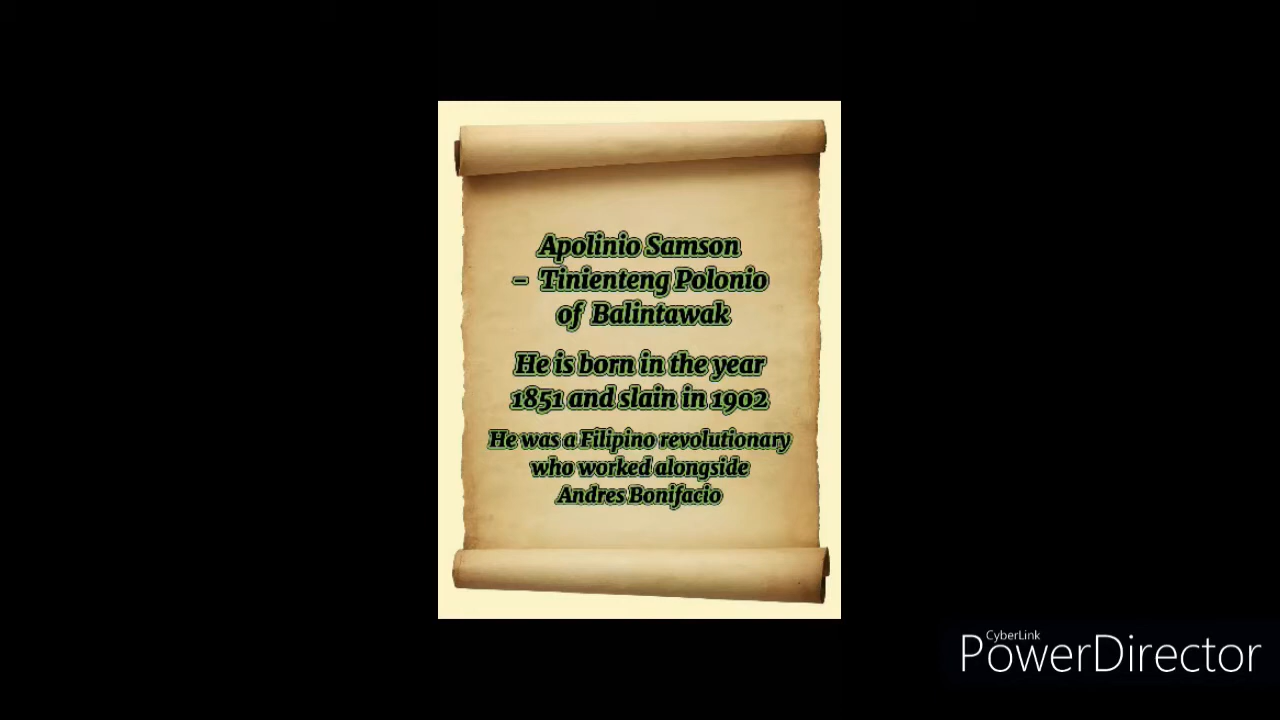 Apolinio Samson
- Tinienteng Polonio
of Balintawak
He is born in the year
1851 and slain in 1902
He was a Filipino revolutionary
who worked alongside
Andres Bonifacio
CyberLink
PowerDirector